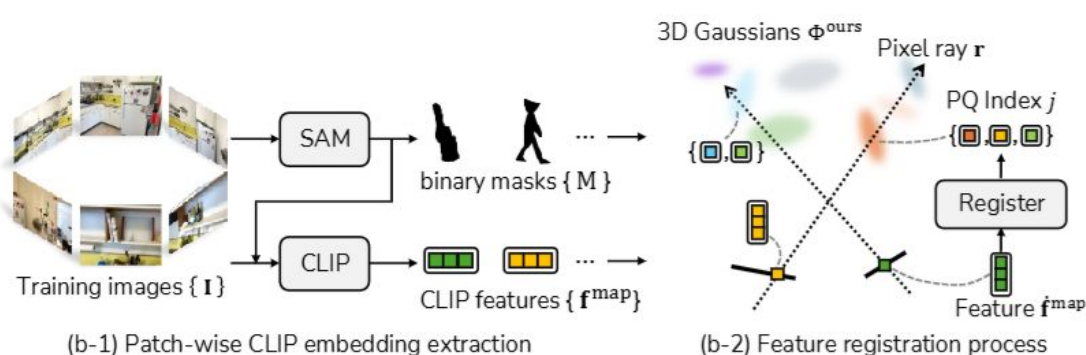 SAM
binary masks { M }
...
Training images { I }
CLIP
CLIP features { f^map }
...
(b-1) Patch-wise CLIP embedding extraction
3D Gaussians Φ^ours
Pixel ray r
PQ Index j
{ , }
{ , , }
Register
Feature ḟ^map
(b-2) Feature registration process